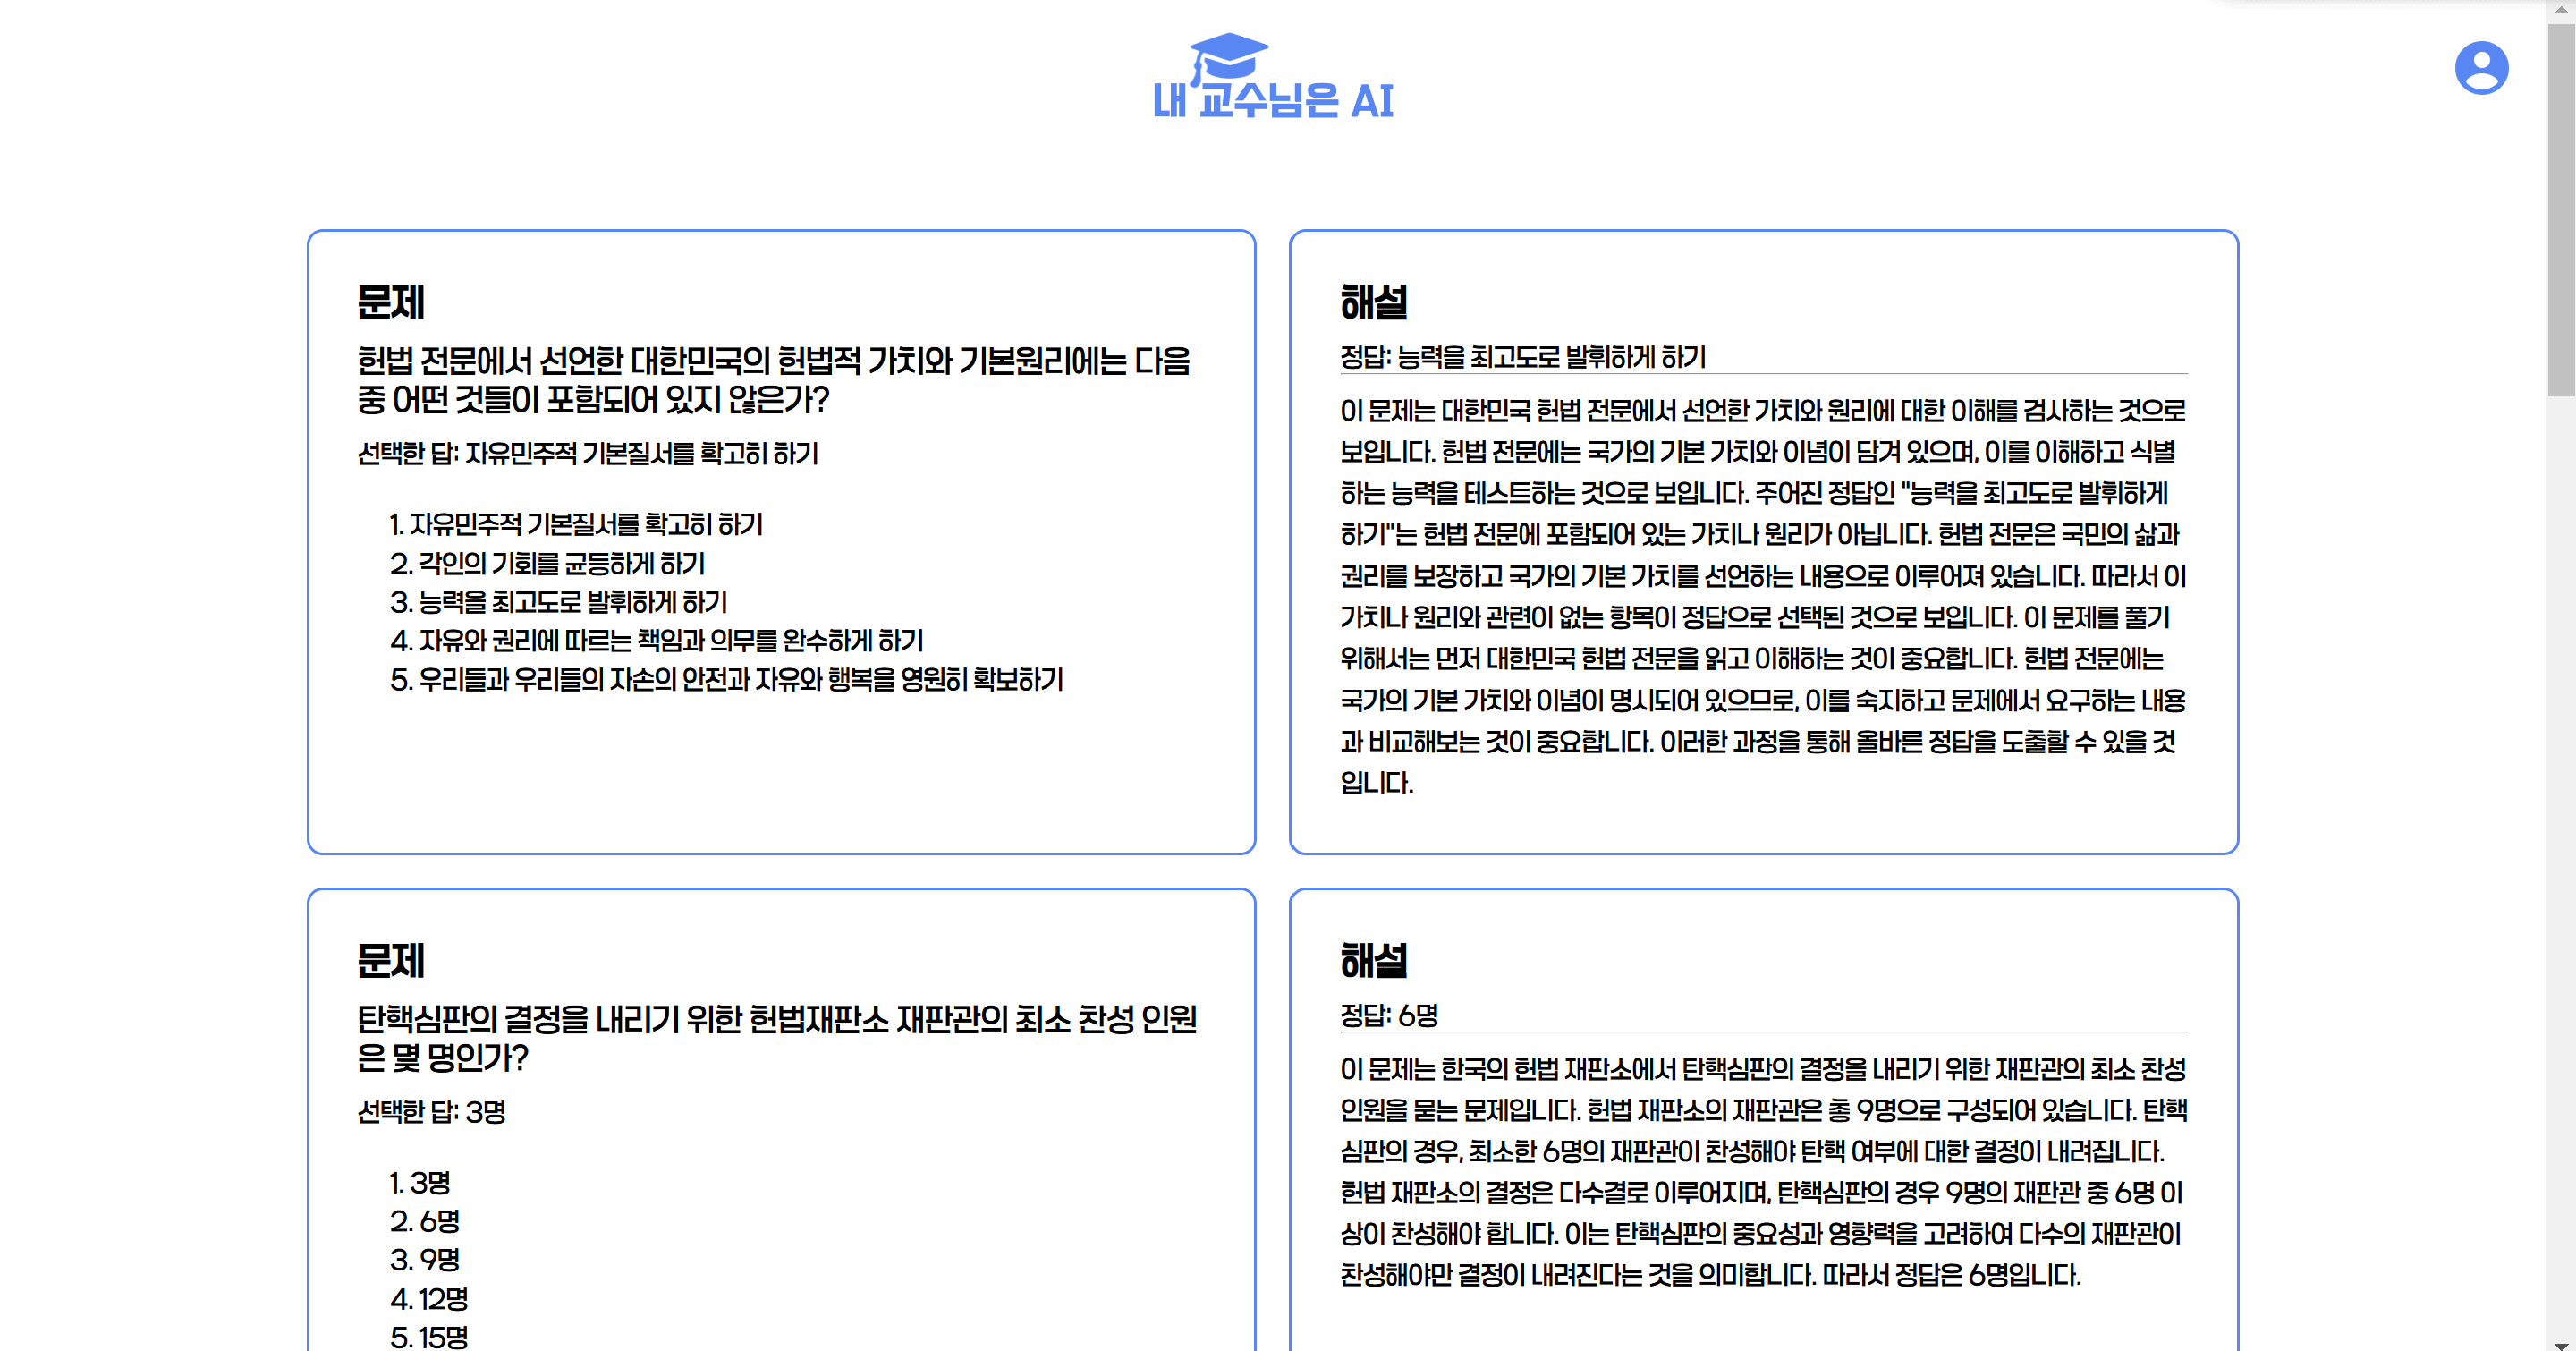 내 교수님은 AI
문제
헌법 전문에서 선언한 대한민국의 헌법적 가치와 기본원리에는 다음
중 어떤 것들이 포함되어 있지 않은가?
선택한 답: 자유민주적 기본질서를 확고히 하기
1. 자유민주적 기본질서를 확고히 하기
2. 각인의 기회를 균등하게 하기
3. 능력을 최고도로 발휘하게 하기
4. 자유와 권리에 따르는 책임과 의무를 완수하게 하기
5. 우리들과 우리들의 자손의 안전과 자유와 행복을 영원히 확보하기
해설
정답: 능력을 최고도로 발휘하게 하기
이 문제는 대한민국 헌법 전문에서 선언한 가치와 원리에 대한 이해를 검사하는 것으로
보입니다. 헌법 전문에는 국가의 기본 가치와 이념이 담겨 있으며, 이를 이해하고 식별
하는 능력을 테스트하는 것으로 보입니다. 주어진 정답인 "능력을 최고도로 발휘하게
하기"는 헌법 전문에 포함되어 있는 가치나 원리가 아닙니다. 헌법 전문은 국민의 삶과
권리를 보장하고 국가의 기본 가치를 선언하는 내용으로 이루어져 있습니다. 따라서 이
가치나 원리와 관련이 없는 항목이 정답으로 선택된 것으로 보입니다. 이 문제를 풀기
위해서는 먼저 대한민국 헌법 전문을 읽고 이해하는 것이 중요합니다. 헌법 전문에는
국가의 기본 가치와 이념이 명시되어 있으므로, 이를 숙지하고 문제에서 요구하는 내용
과 비교해보는 것이 중요합니다. 이러한 과정을 통해 올바른 정답을 도출할 수 있을 것
입니다.
문제
탄핵심판의 결정을 내리기 위한 헌법재판소 재판관의 최소 찬성 인원
은 몇 명인가?
선택한 답: 3명
1. 3명
2. 6명
3. 9명
4. 12명
5. 15명
해설
정답: 6명
이 문제는 한국의 헌법 재판소에서 탄핵심판의 결정을 내리기 위한 재판관의 최소 찬성
인원을 묻는 문제입니다. 헌법 재판소의 재판관은 총 9명으로 구성되어 있습니다. 탄핵
심판의 경우, 최소한 6명의 재판관이 찬성해야 탄핵 여부에 대한 결정이 내려집니다.
헌법 재판소의 결정은 다수결로 이루어지며, 탄핵심판의 경우 9명의 재판관 중 6명 이
상이 찬성해야 합니다. 이는 탄핵심판의 중요성과 영향력을 고려하여 다수의 재판관이
찬성해야만 결정이 내려진다는 것을 의미합니다. 따라서 정답은 6명입니다.